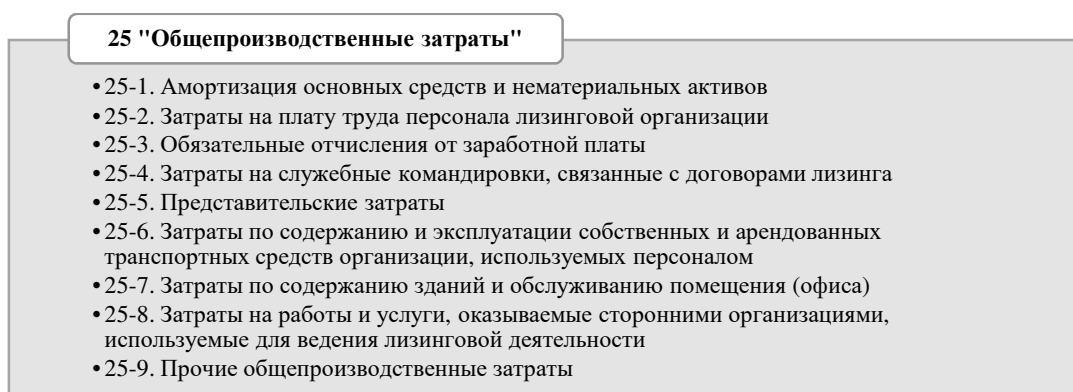 25 "Общепроизводственные затраты"
• 25-1. Амортизация основных средств и нематериальных активов
• 25-2. Затраты на плату труда персонала лизинговой организации
• 25-3. Обязательные отчисления от заработной платы
• 25-4. Затраты на служебные командировки, связанные с договорами лизинга
• 25-5. Представительские затраты
• 25-6. Затраты по содержанию и эксплуатации собственных и арендованных
транспортных средств организации, используемых персоналом
• 25-7. Затраты по содержанию зданий и обслуживанию помещения (офиса)
• 25-8. Затраты на работы и услуги, оказываемые сторонними организациями,
используемые для ведения лизинговой деятельности
• 25-9. Прочие общепроизводственные затраты